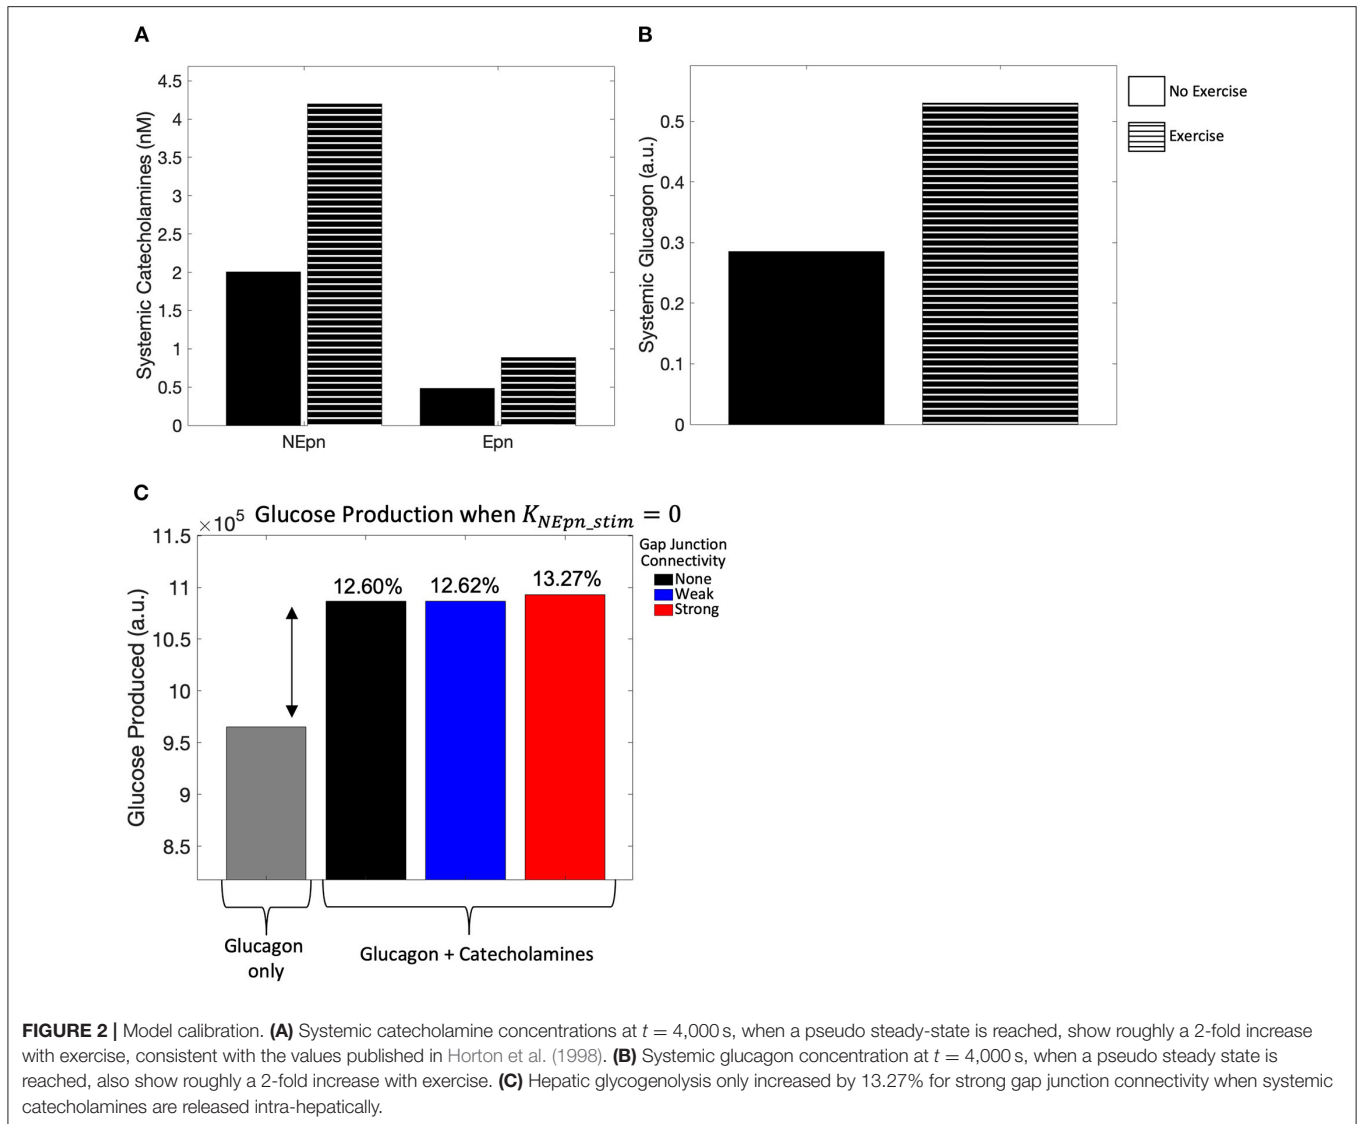 A
Systemic Catecholamines (nM)
4.5
4
3.5
3
2.5
2
1.5
1
0.5
0
NEpn Epn
B
Systemic Glucagon (a.u.)
0.5
0.4
0.3
0.2
0.1
0
No Exercise
Exercise
C
Glucose Production when K_{NEpn_stim} = 0
×10^5
Glucose Produced (a.u.)
11.5
11
10.5
10
9.5
9
8.5
12.60% 12.62% 13.27%
Gap Junction
Connectivity
None
Weak
Strong
Glucagon
only
Glucagon + Catecholamines
FIGURE 2 | Model calibration. (A) Systemic catecholamine concentrations at t = 4,000 s, when a pseudo steady-state is reached, show roughly a 2-fold increase
with exercise, consistent with the values published in Horton et al. (1998). (B) Systemic glucagon concentration at t = 4,000 s, when a pseudo steady state is
reached, also show roughly a 2-fold increase with exercise. (C) Hepatic glycogenolysis only increased by 13.27% for strong gap junction connectivity when systemic
catecholamines are released intra-hepatically.